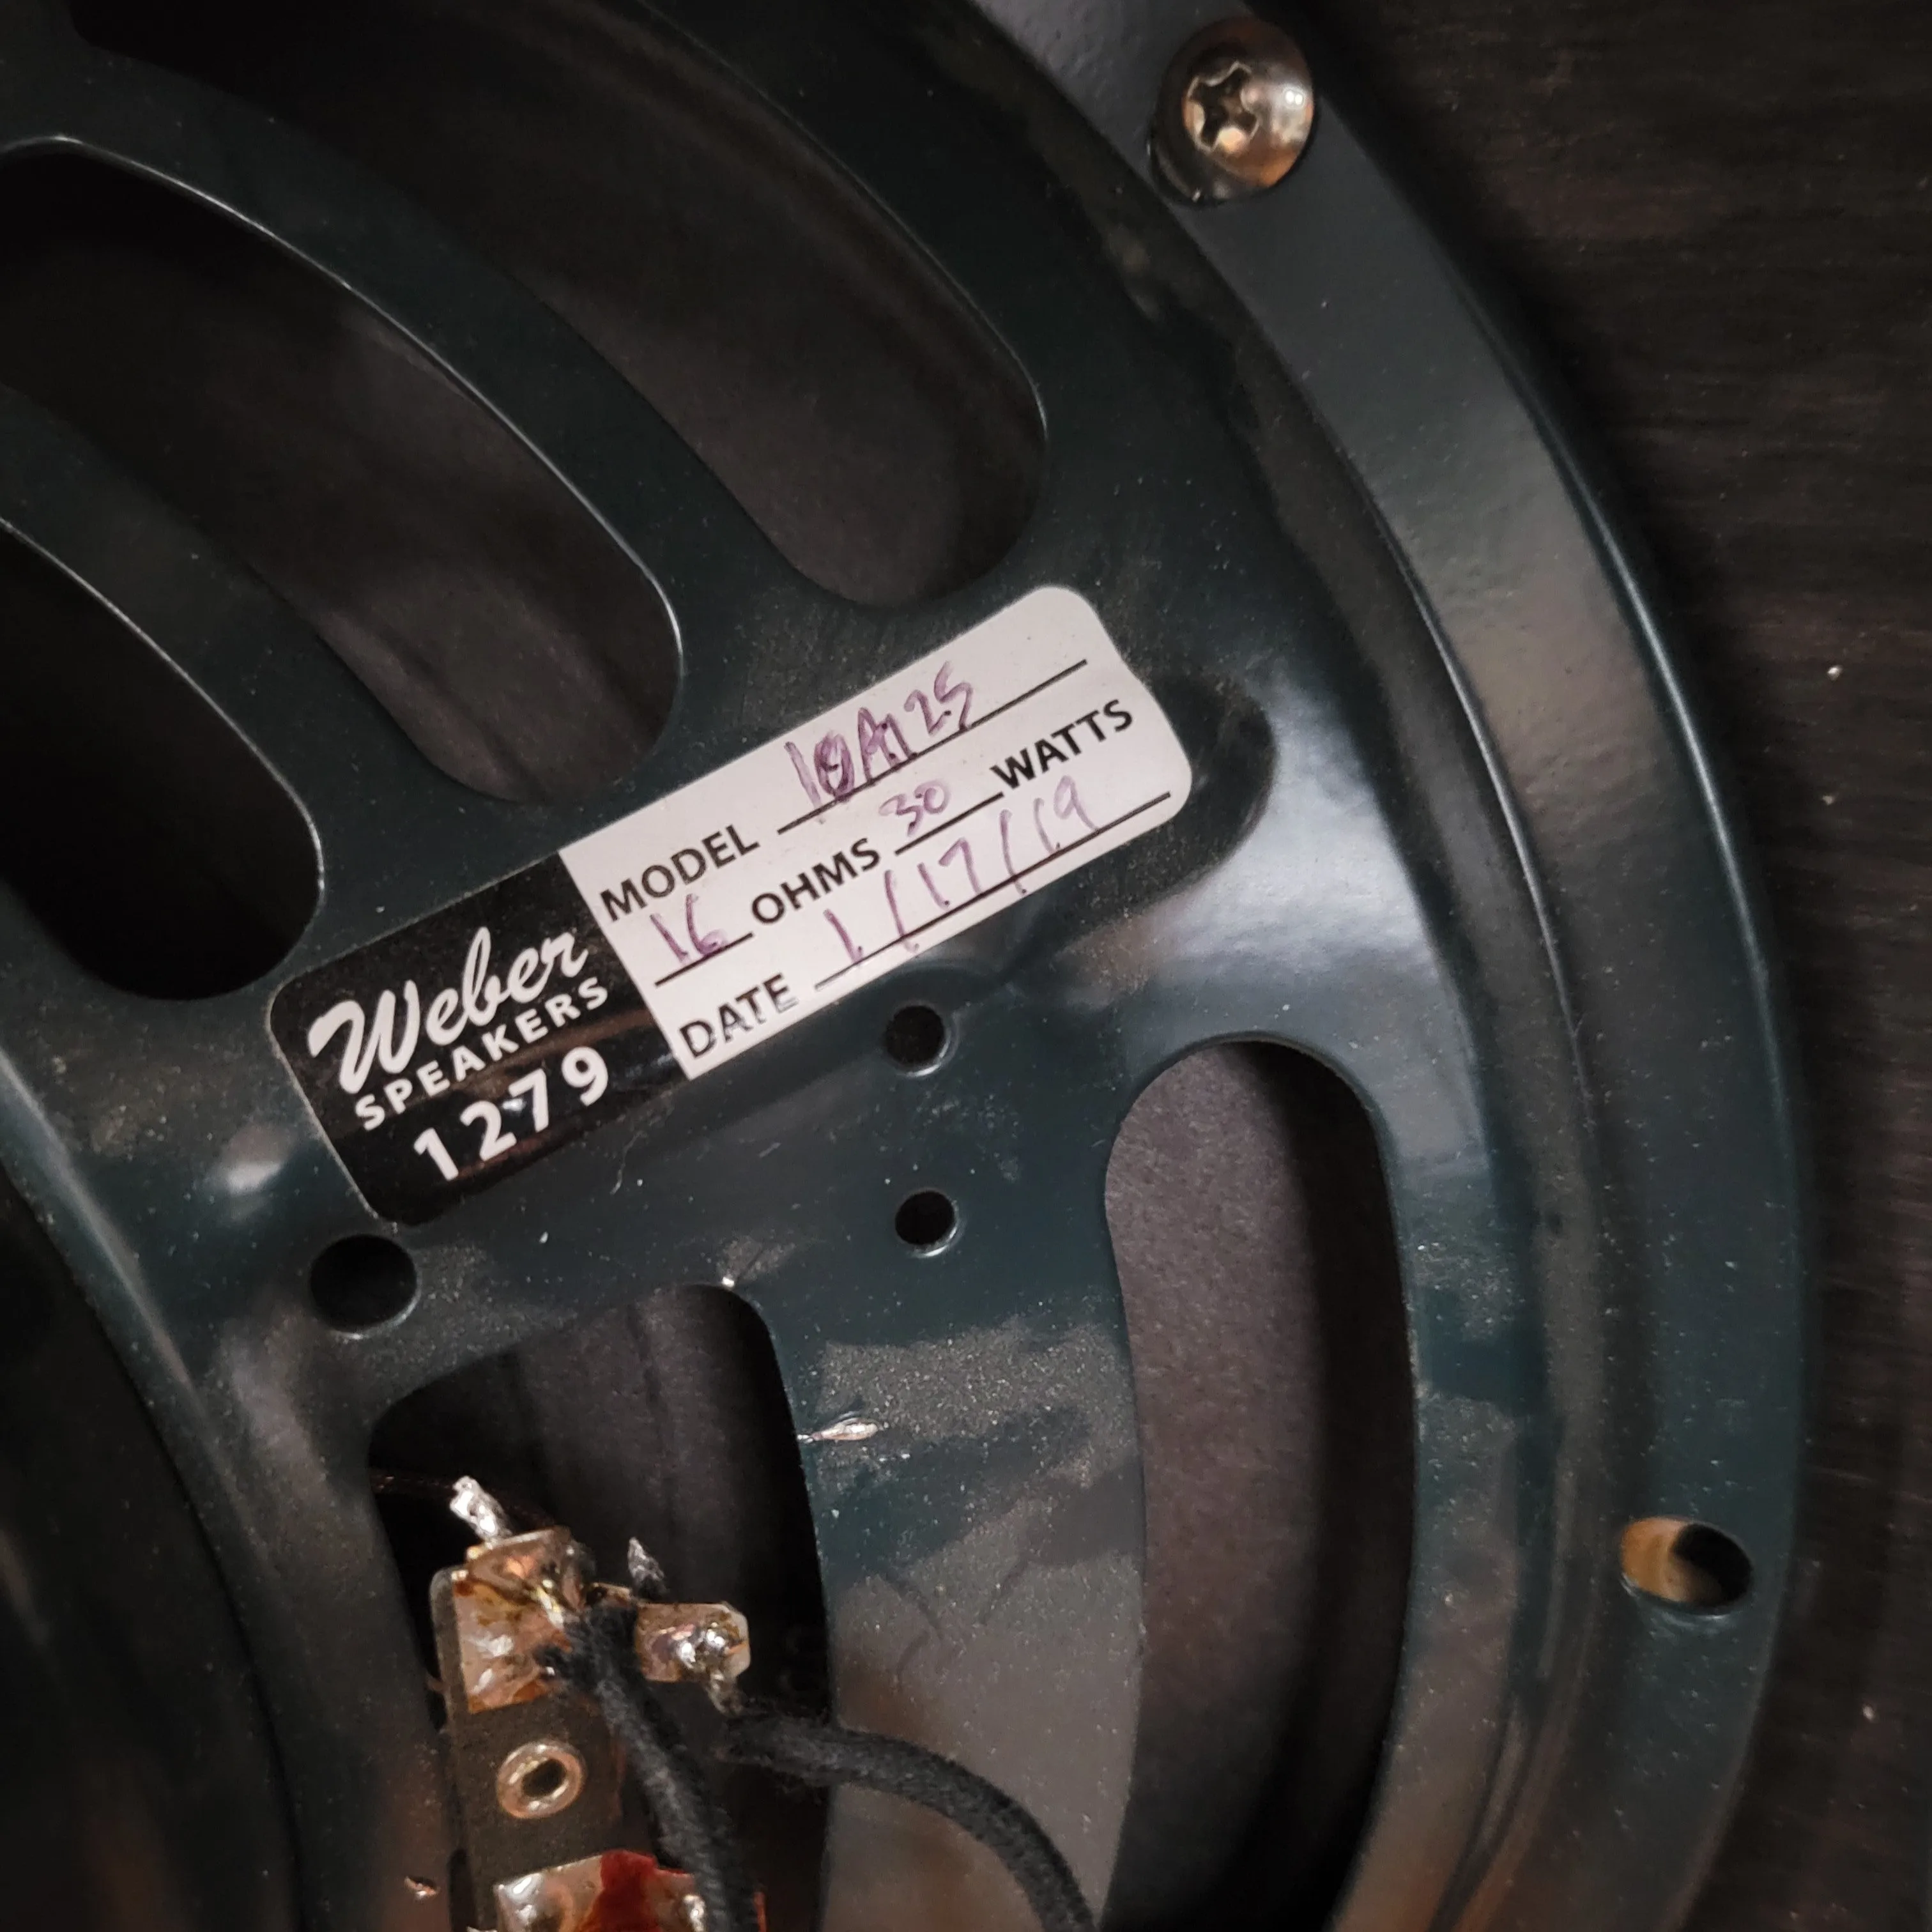 Weber
SPEAKERS
1279
MODEL 10A125
16 OHMS 30 WATTS
DATE 1/17/19